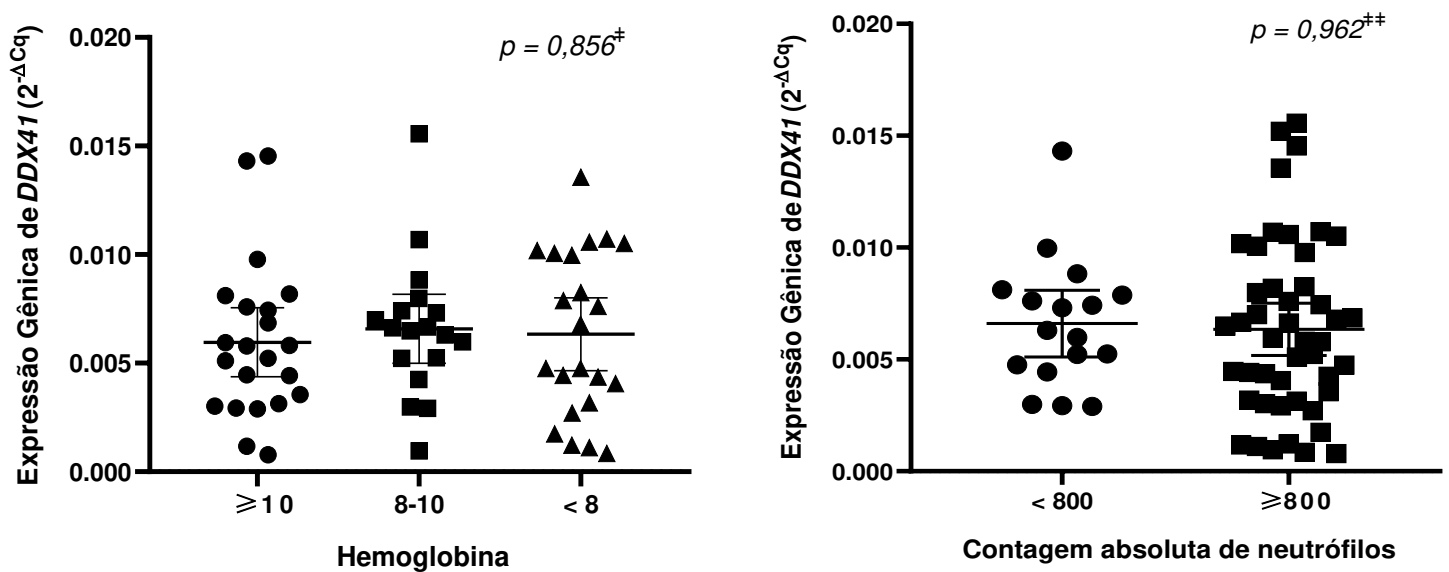 p = 0,856‡
Expressão Gênica de DDX41 (2-ΔCq)
0.020
0.015
0.010
0.005
0.000
≥10
8-10
< 8
Hemoglobina
p = 0,962‡‡
Expressão Gênica de DDX41 (2-ΔCq)
0.020
0.015
0.010
0.005
0.000
< 800
≥800
Contagem absoluta de neutrófilos